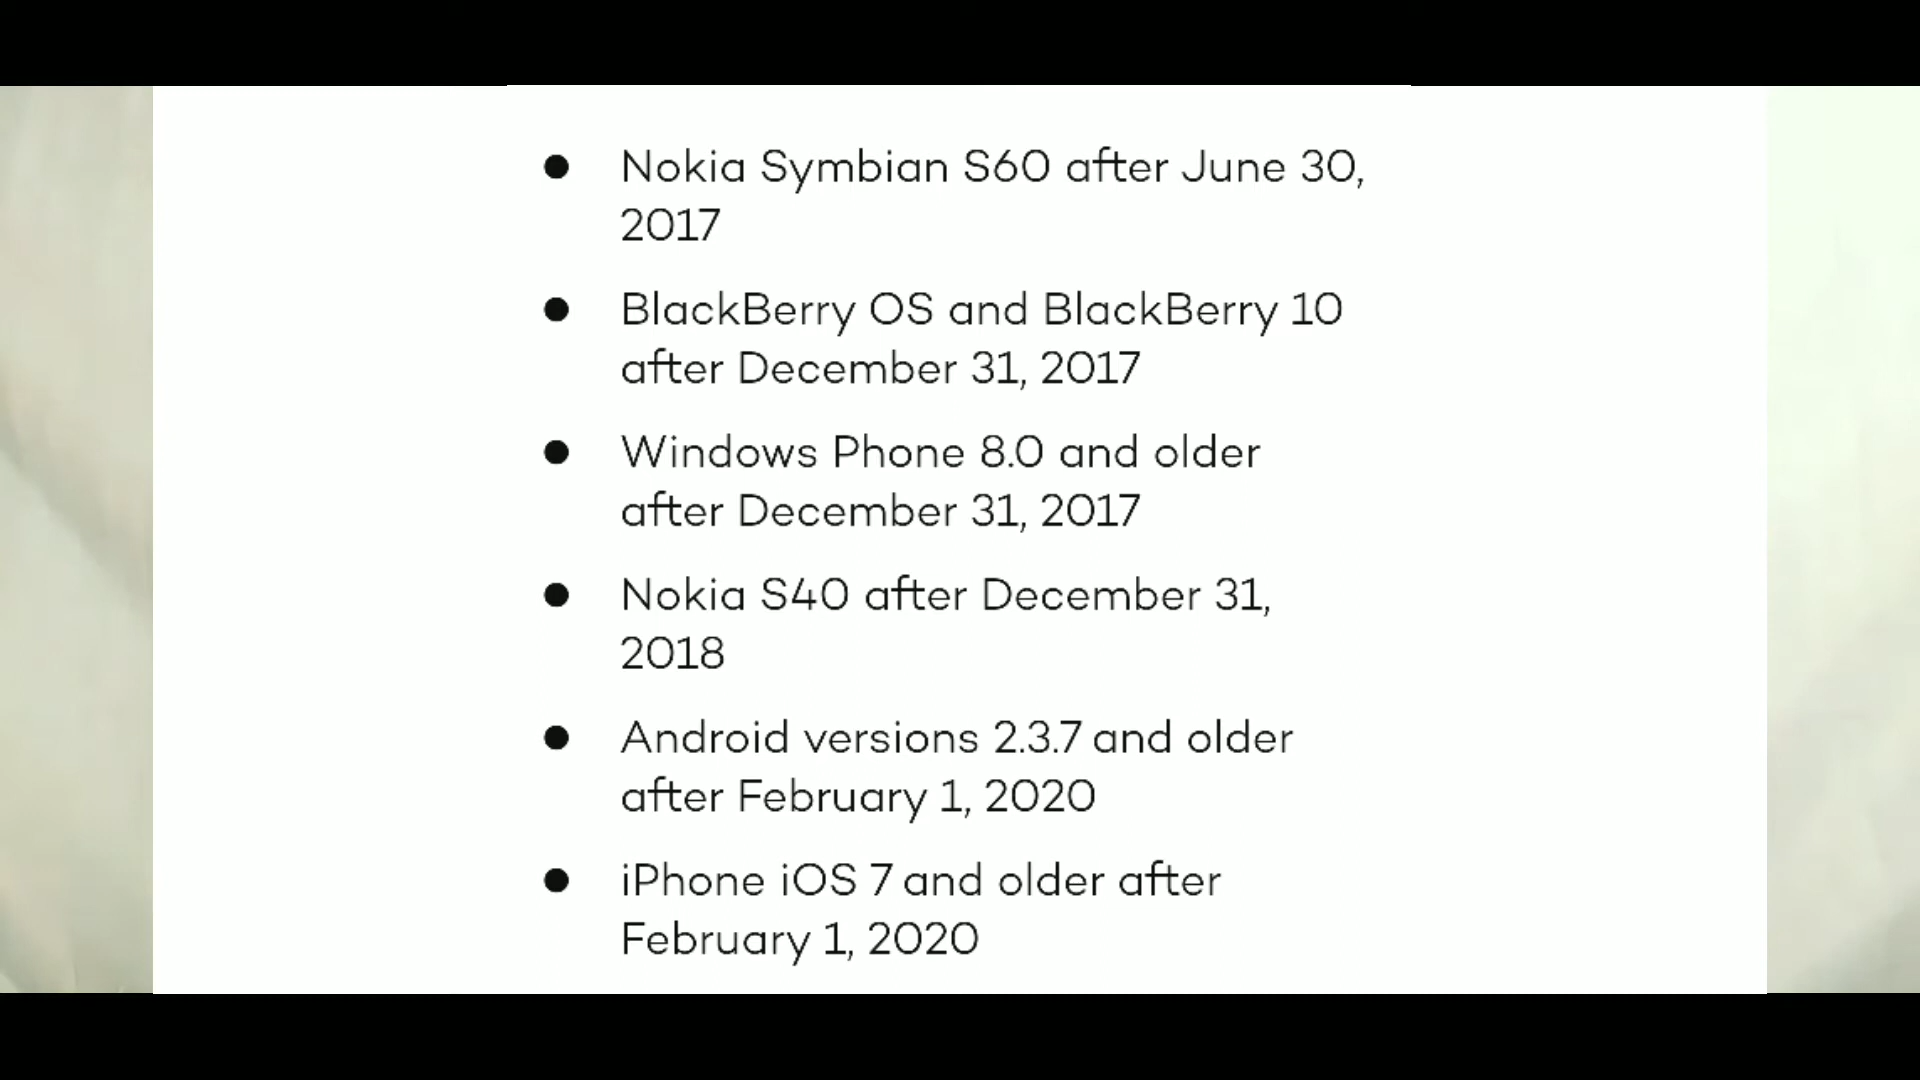 ● Nokia Symbian S60 after June 30,
2017
● BlackBerry OS and BlackBerry 10
after December 31, 2017
● Windows Phone 8.0 and older
after December 31, 2017
● Nokia S40 after December 31,
2018
● Android versions 2.3.7 and older
after February 1, 2020
● iPhone iOS 7 and older after
February 1, 2020